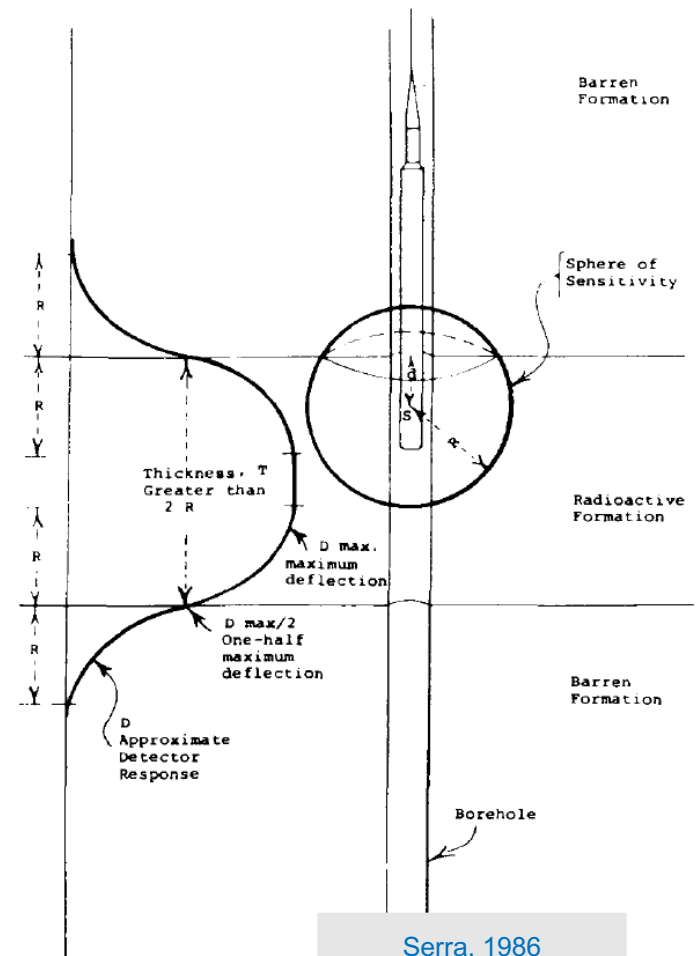 Barren
Formation
Sphere of
Sensitivity
R
d
R
S
R
Thickness, T
Greater than
2 R
Radioactive
Formation
R
D max.
maximum
deflection
D max/2
One-half
maximum
deflection
R
Barren
Formation
D
Approximate
Detector
Response
Borehole
Serra, 1986